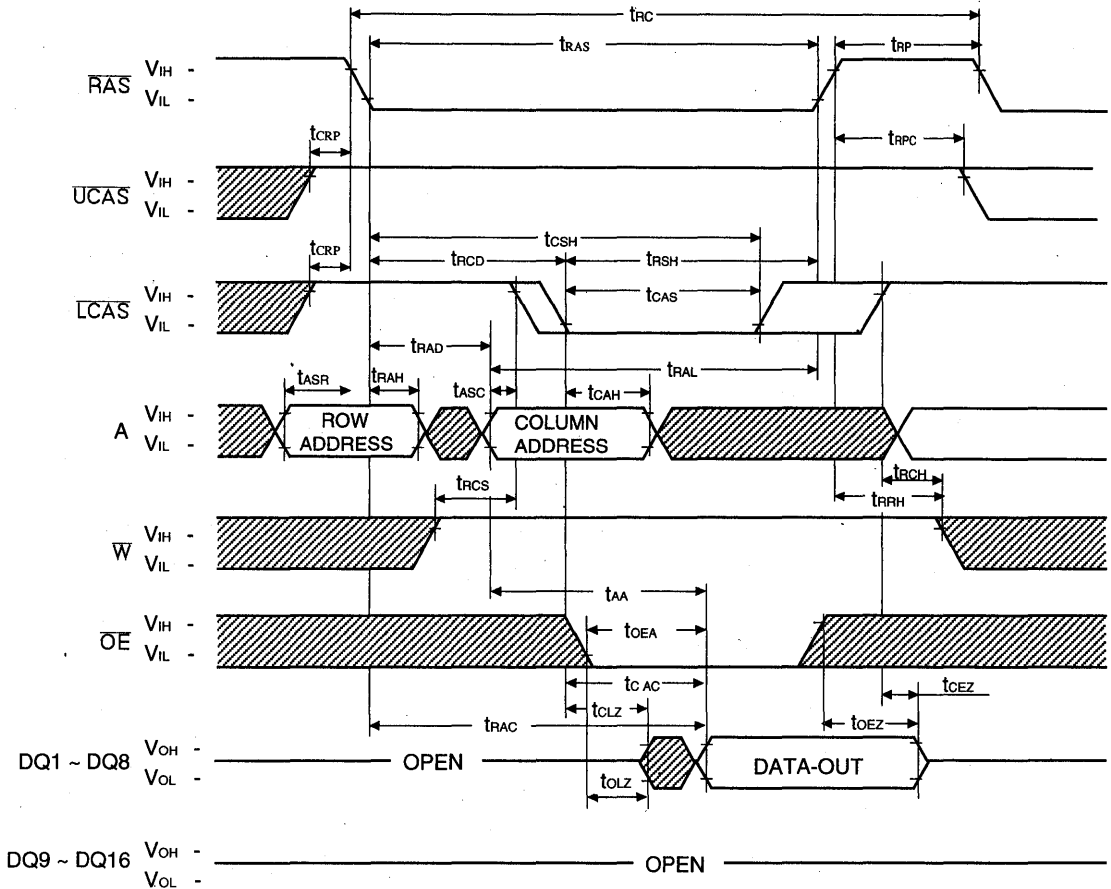 tRC
tRAS
tRP
RAS VIH -
VIL -
tCRP
tRPC
UCAS VIH -
VIL -
tCSH
tCRP
tRCD
tRSH
LCAS VIH -
VIL -
tCAS
tRAD
tRAL
tASR
tRAH
tASC
tCAH
A VIH -
VIL -
ROW
ADDRESS
COLUMN
ADDRESS
tRCS
tRCH
tRRH
W VIH -
VIL -
tAA
OE VIH -
VIL -
tOEA
tCAC
tCEZ
tCLZ
tRAC
tOEZ
DQ1 ~ DQ8 VOH -
VOL -
OPEN
DATA-OUT
tOLZ
DQ9 ~ DQ16 VOH -
VOL -
OPEN